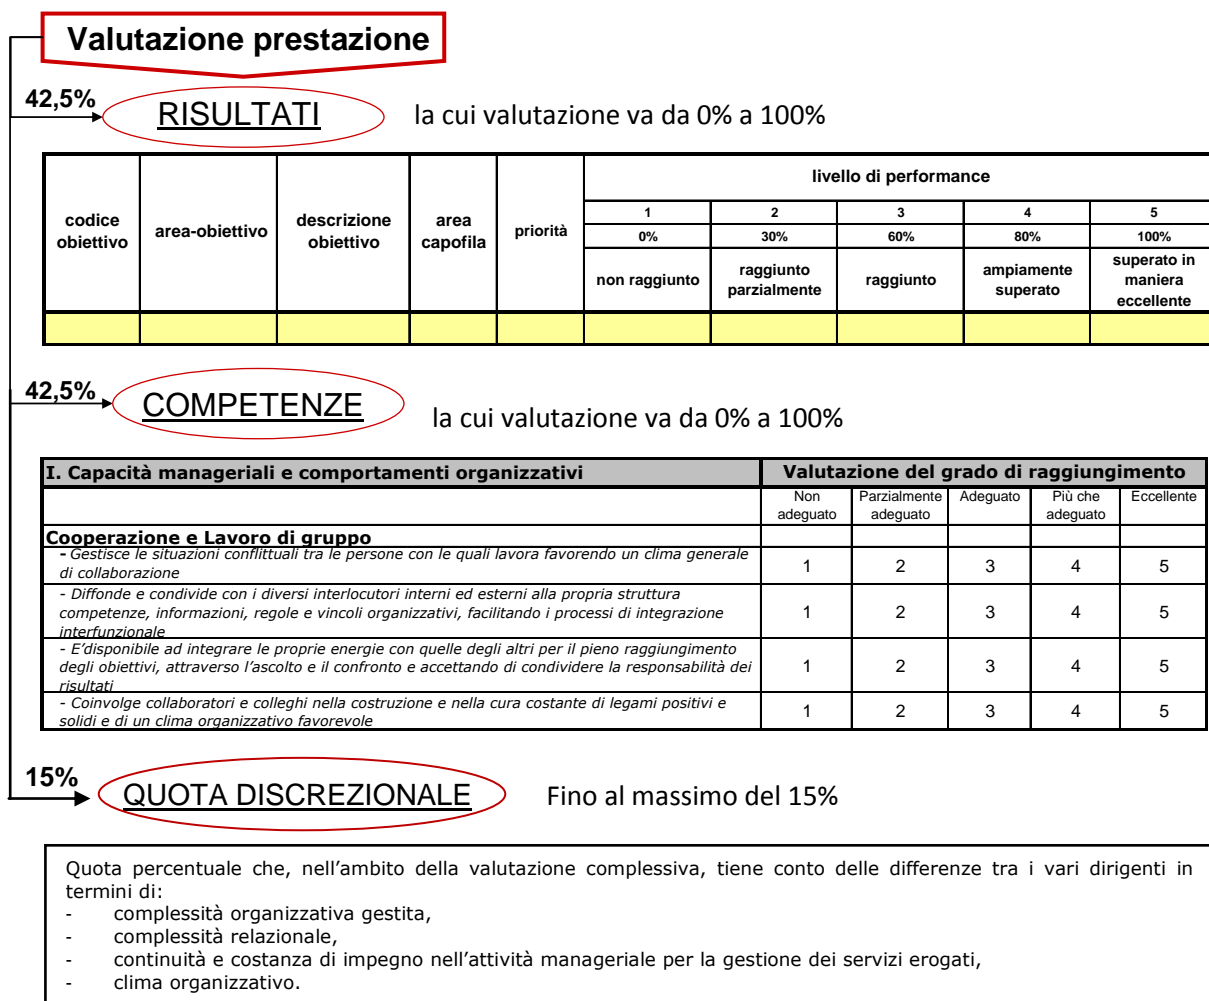 Valutazione prestazione
42,5%
RISULTATI
la cui valutazione va da 0% a 100%
codice obiettivo
area-obiettivo
descrizione obiettivo
area capofila
priorità
livello di performance
1 2 3 4 5
0% 30% 60% 80% 100%
non raggiunto
raggiunto parzialmente
raggiunto
ampiamente superato
superato in maniera eccellente
42,5%
COMPETENZE
la cui valutazione va da 0% a 100%
I. Capacità manageriali e comportamenti organizzativi
Valutazione del grado di raggiungimento
Non adeguato
Parzialmente adeguato
Adeguato
Più che adeguato
Eccellente
Cooperazione e Lavoro di gruppo
- Gestisce le situazioni conflittuali tra le persone con le quali lavora favorendo un clima generale
di collaborazione
1 2 3 4 5
- Diffonde e condivide con i diversi interlocutori interni ed esterni alla propria struttura
competenze, informazioni, regole e vincoli organizzativi, facilitando i processi di integrazione
interfunzionale
1 2 3 4 5
- E'disponibile ad integrare le proprie energie con quelle degli altri per il pieno raggiungimento
degli obiettivi, attraverso l'ascolto e il confronto e accettando di condividere la responsabilità dei
risultati
1 2 3 4 5
- Coinvolge collaboratori e colleghi nella costruzione e nella cura costante di legami positivi e
solidi e di un clima organizzativo favorevole
1 2 3 4 5
15%
QUOTA DISCREZIONALE
Fino al massimo del 15%
Quota percentuale che, nell'ambito della valutazione complessiva, tiene conto delle differenze tra i vari dirigenti in
termini di:
- complessità organizzativa gestita,
- complessità relazionale,
- continuità e costanza di impegno nell'attività manageriale per la gestione dei servizi erogati,
- clima organizzativo.